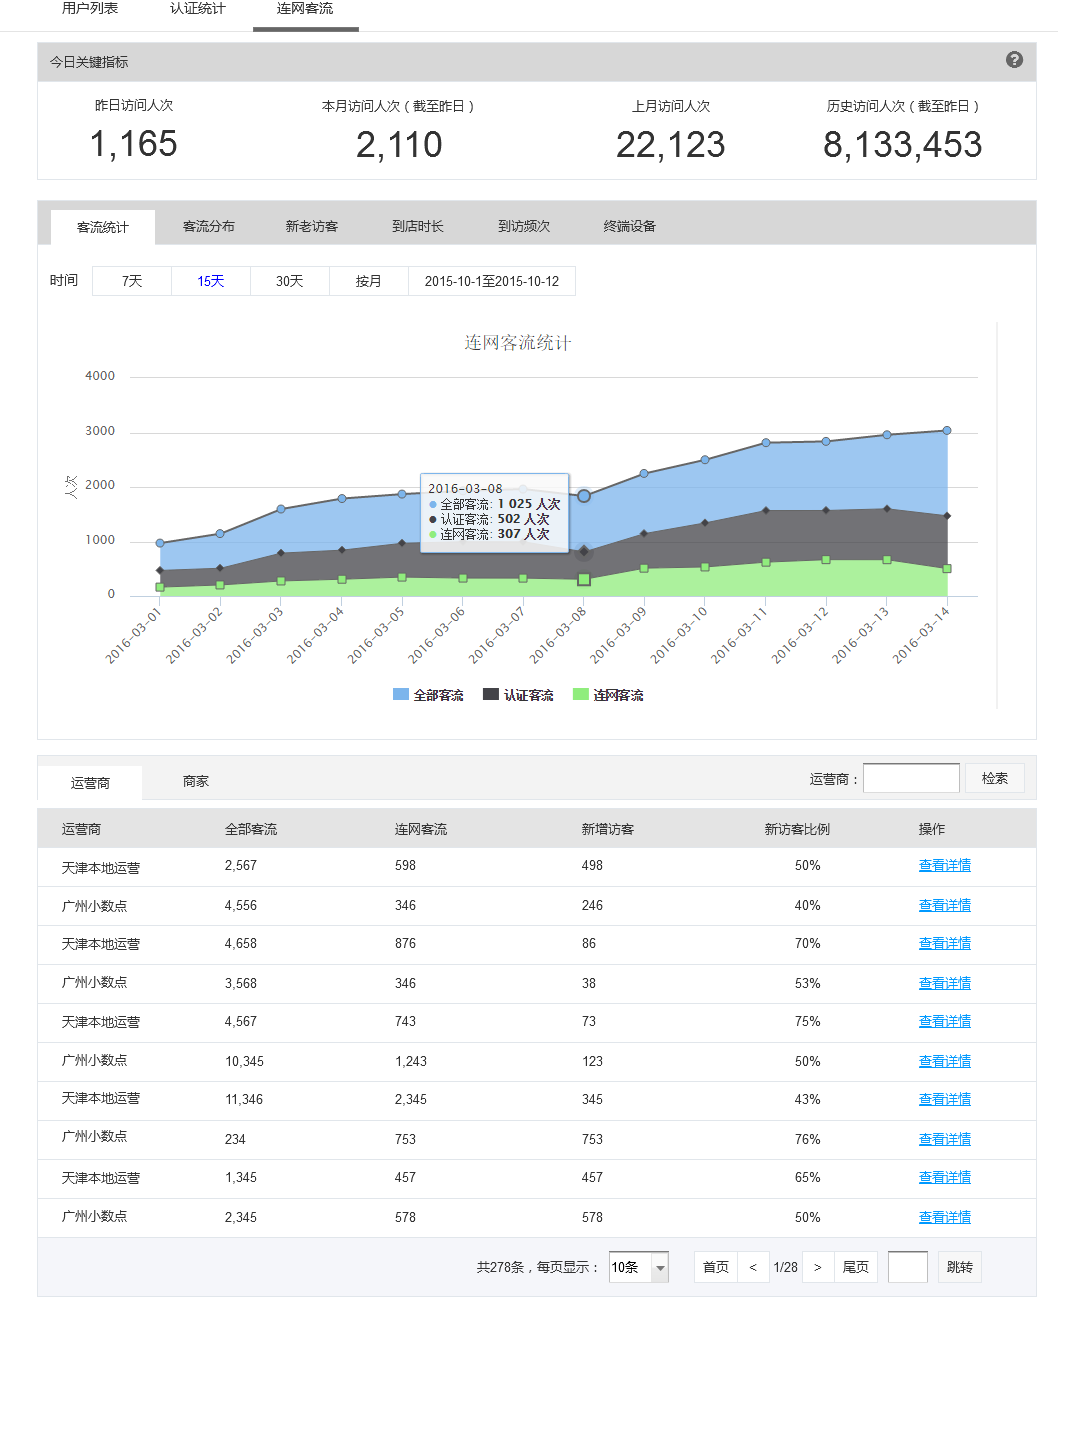 用户列表 认证统计 连网客流
今日关键指标 ?
昨日访问人次 本月访问人次（截至昨日） 上月访问人次 历史访问人次（截至昨日）
1,165 2,110 22,123 8,133,453
客流统计 客流分布 新老访客 到店时长 到访频次 终端设备
时间 7天 15天 30天 按月 2015-10-1至2015-10-12
连网客流统计
4000
3000
2000
1000
0
人次
2016-03-08
全部客流: 1 025 人次
认证客流: 502 人次
连网客流: 307 人次
2016-03-01 2016-03-02 2016-03-03 2016-03-04 2016-03-05 2016-03-06 2016-03-07 2016-03-08 2016-03-09 2016-03-10 2016-03-11 2016-03-12 2016-03-13 2016-03-14
全部客流 认证客流 连网客流
运营商 商家 运营商： 检索
运营商 全部客流 连网客流 新增访客 新访客比例 操作
天津本地运营 2,567 598 498 50% 查看详情
广州小数点 4,556 346 246 40% 查看详情
天津本地运营 4,658 876 86 70% 查看详情
广州小数点 3,568 346 38 53% 查看详情
天津本地运营 4,567 743 73 75% 查看详情
广州小数点 10,345 1,243 123 50% 查看详情
天津本地运营 11,346 2,345 345 43% 查看详情
广州小数点 234 753 753 76% 查看详情
天津本地运营 1,345 457 457 65% 查看详情
广州小数点 2,345 578 578 50% 查看详情
共278条，每页显示： 10条 首页 < 1/28 > 尾页 跳转